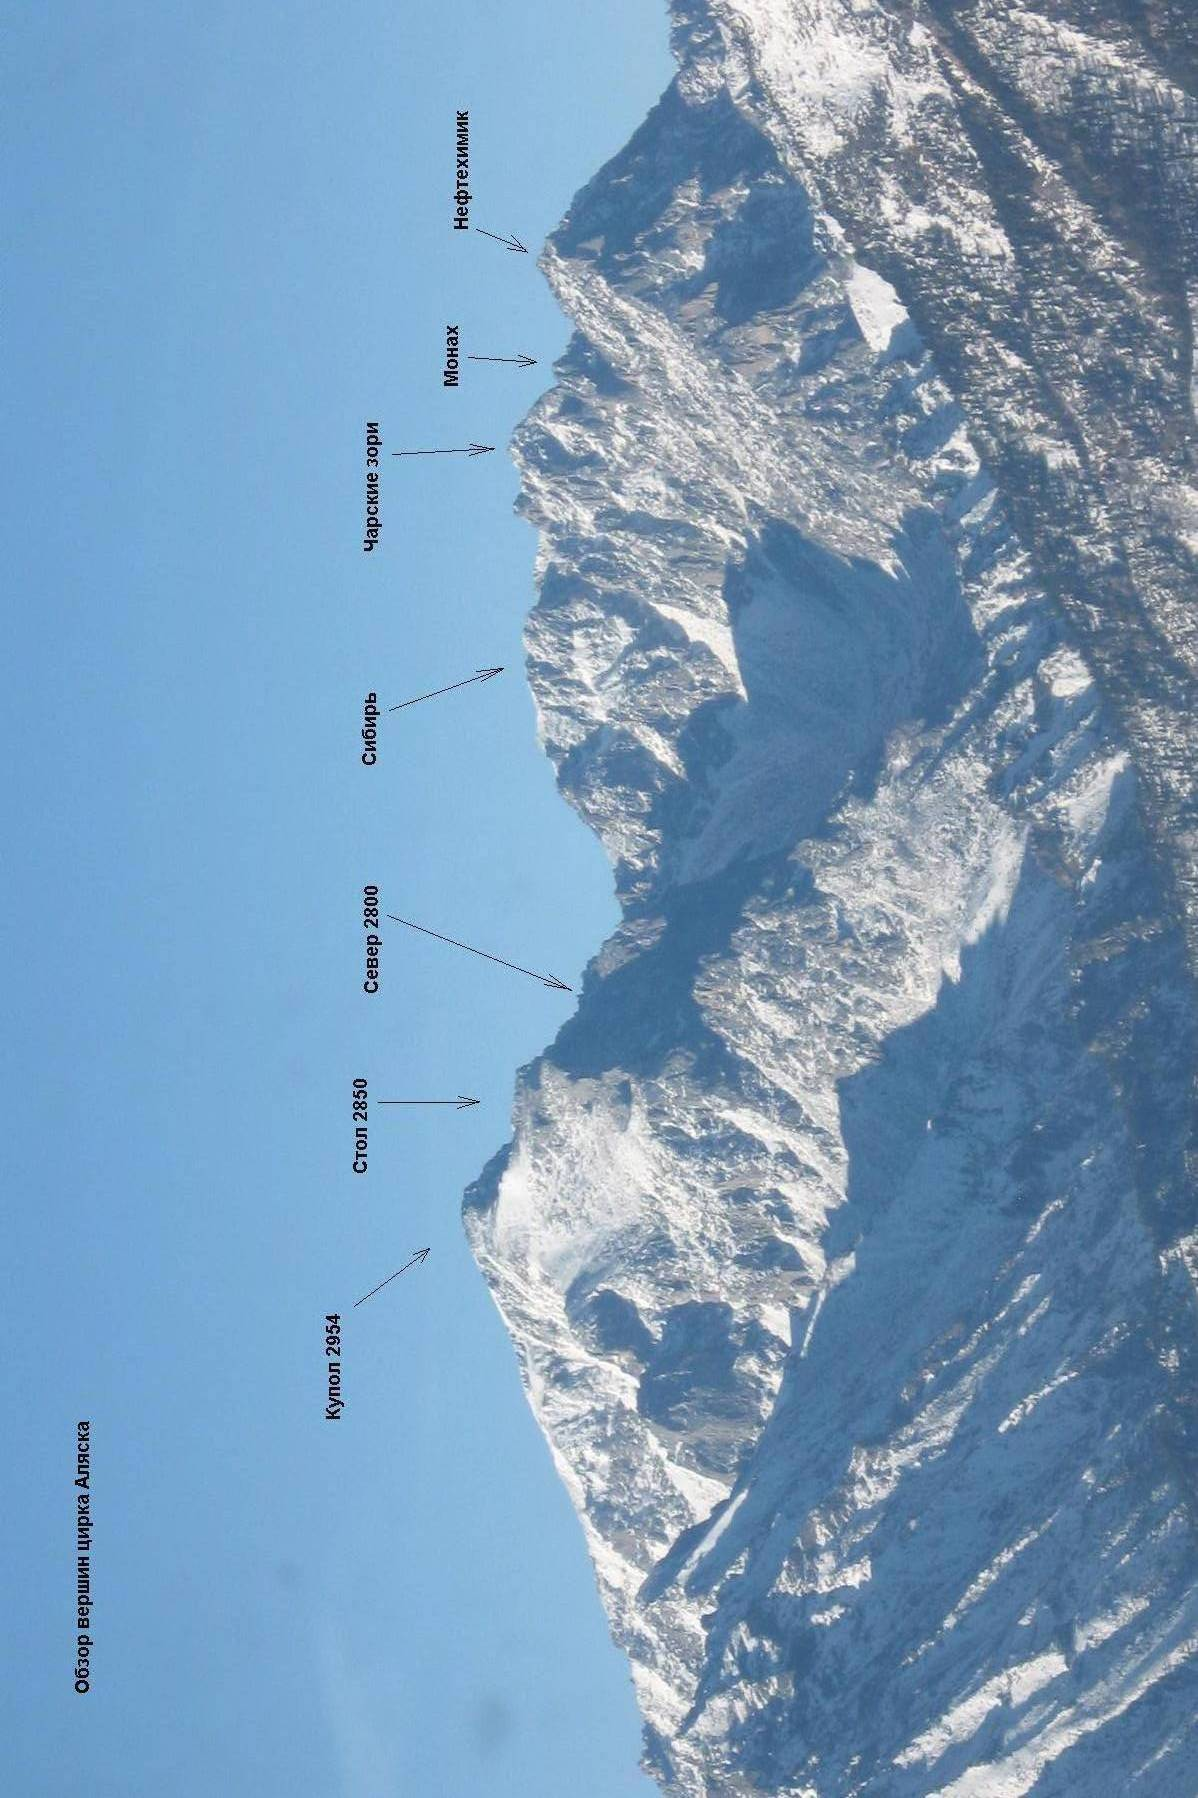 Обзор вершин цирка Аляска
Купол 2954
Стол 2850
Север 2800
Сибирь
Чарские зори
Монах
Нефтехимик